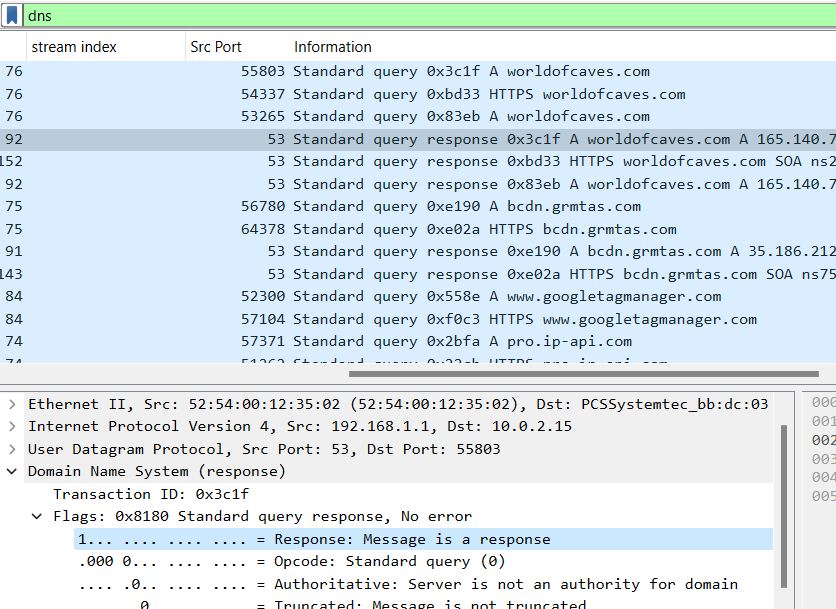 dns
stream index Src Port Information
76 55803 Standard query 0x3c1f A worldofcaves.com
76 54337 Standard query 0xbd33 HTTPS worldofcaves.com
76 53265 Standard query 0x83eb A worldofcaves.com
92 53 Standard query response 0x3c1f A worldofcaves.com A 165.140.7
152 53 Standard query response 0xbd33 HTTPS worldofcaves.com SOA ns2
92 53 Standard query response 0x83eb A worldofcaves.com A 165.140.7
75 56780 Standard query 0xe190 A bcdn.grmtas.com
75 64378 Standard query 0xe02a HTTPS bcdn.grmtas.com
91 53 Standard query response 0xe190 A bcdn.grmtas.com A 35.186.212
143 53 Standard query response 0xe02a HTTPS bcdn.grmtas.com SOA ns75
84 52300 Standard query 0x558e A www.googletagmanager.com
84 57104 Standard query 0xf0c3 HTTPS www.googletagmanager.com
74 57371 Standard query 0x2bfa A pro.ip-api.com
Ethernet II, Src: 52:54:00:12:35:02 (52:54:00:12:35:02), Dst: PCSSystemtec_bb:dc:03
Internet Protocol Version 4, Src: 192.168.1.1, Dst: 10.0.2.15
User Datagram Protocol, Src Port: 53, Dst Port: 55803
Domain Name System (response)
Transaction ID: 0x3c1f
Flags: 0x8180 Standard query response, No error
1... .... .... .... = Response: Message is a response
.000 0... .... .... = Opcode: Standard query (0)
.... .0.. .... .... = Authoritative: Server is not an authority for domain
.... ..0. .... .... = Truncated: Message is not truncated
000
001
002
003
004
005